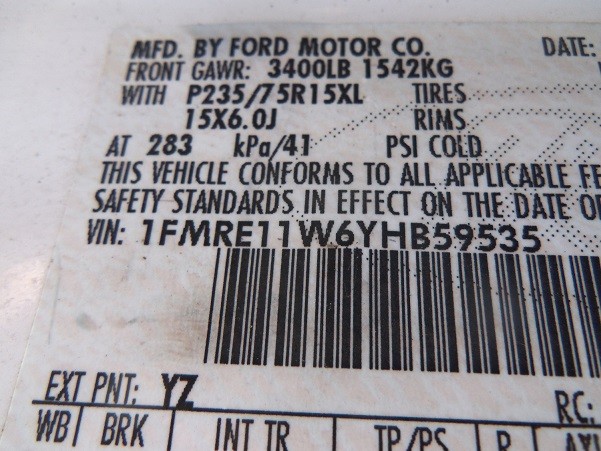 MFD. BY FORD MOTOR CO. DATE:
FRONT GAWR: 3400LB 1542KG
WITH P235/75R15XL TIRES
15X6.0J RIMS
AT 283 kPa/41 PSI COLD
THIS VEHICLE CONFORMS TO ALL APPLICABLE FE
SAFETY STANDARDS IN EFFECT ON THE DATE O
VIN: 1FMRE11W6YHB59535
EXT PNT: YZ RC:
WB BRK INT TR TP/PS R AXL